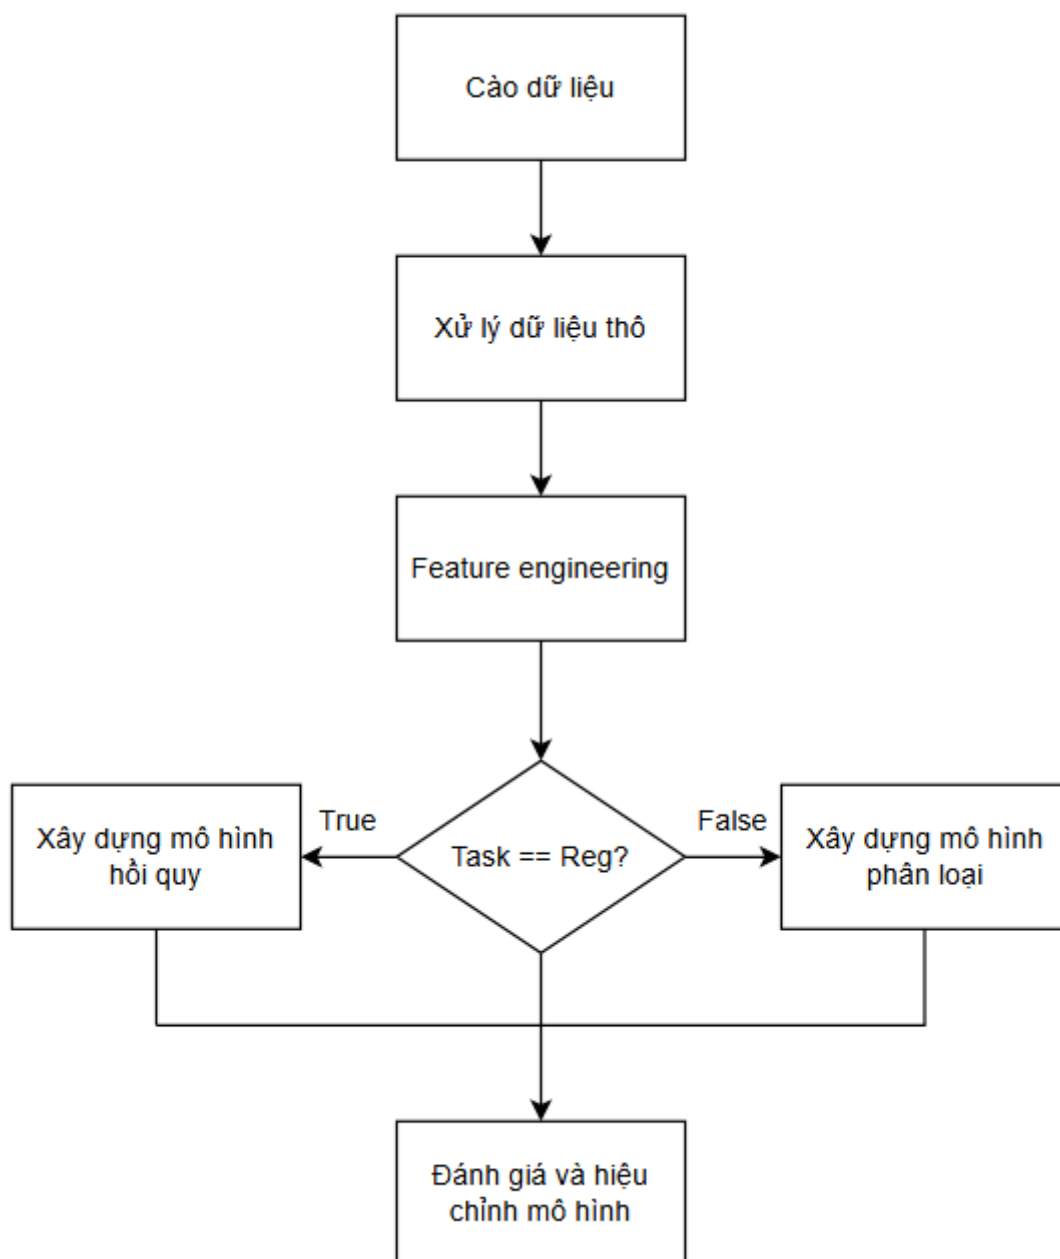 Cào dữ liệu
Xử lý dữ liệu thô
Feature engineering
True
False
Xây dựng mô hình
hồi quy
Task == Reg?
Xây dựng mô hình
phân loại
Đánh giá và hiệu
chỉnh mô hình